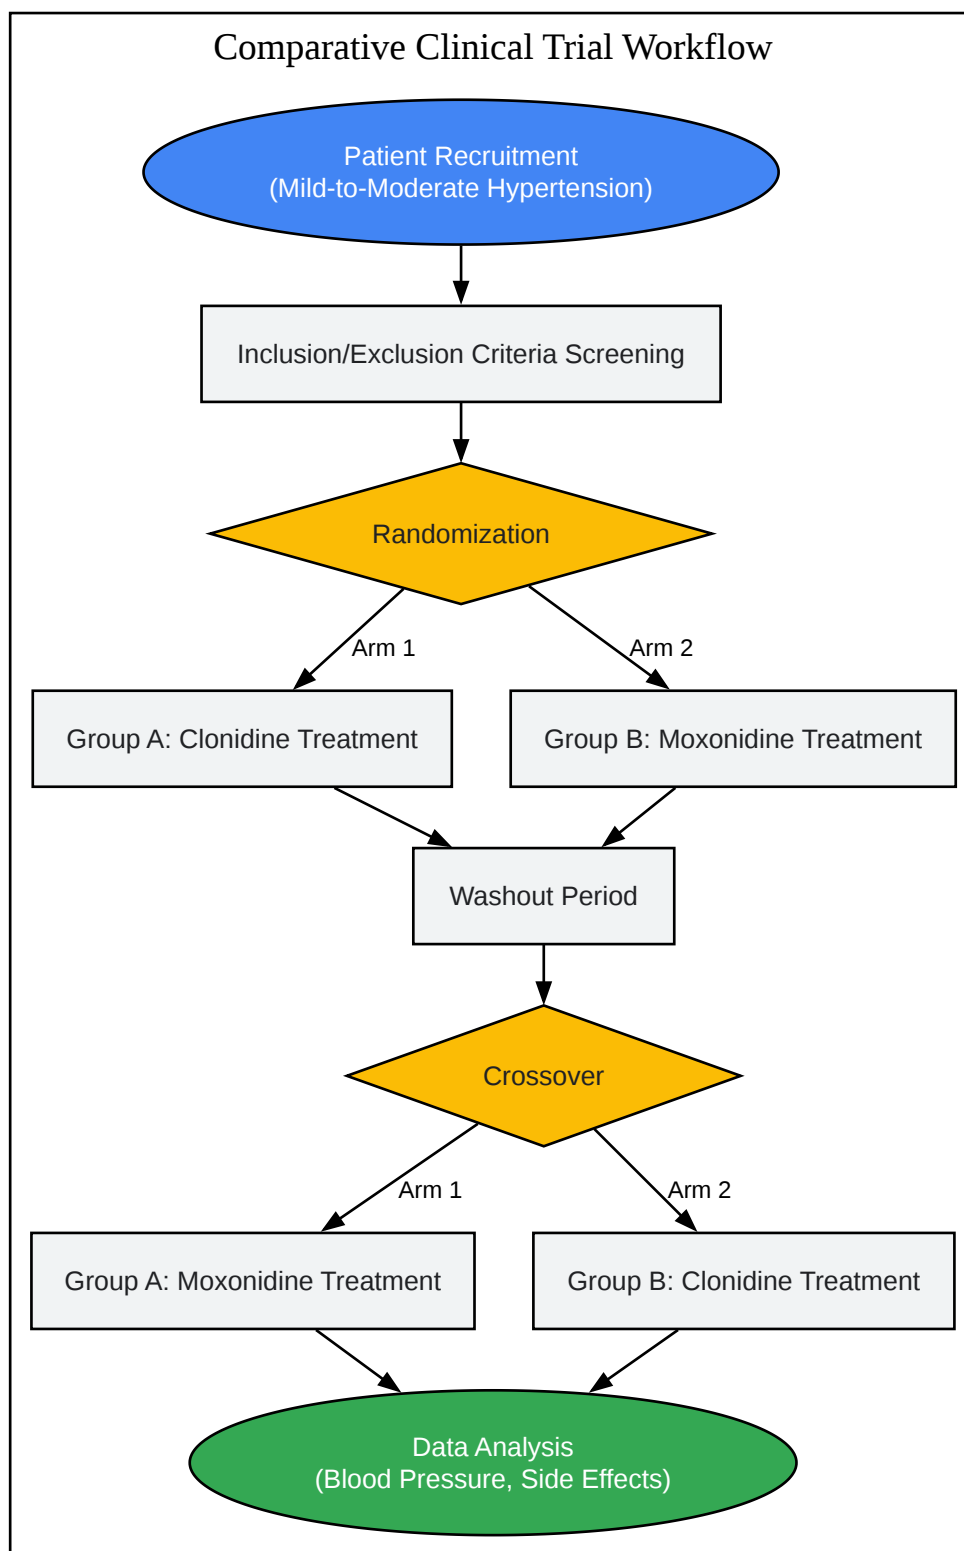 Comparative Clinical Trial Workflow
Patient Recruitment
(Mild-to-Moderate Hypertension)
Inclusion/Exclusion Criteria Screening
Randomization
Arm 1
Arm 2
Group A: Clonidine Treatment
Group B: Moxonidine Treatment
Washout Period
Crossover
Arm 1
Arm 2
Group A: Moxonidine Treatment
Group B: Clonidine Treatment
Data Analysis
(Blood Pressure, Side Effects)